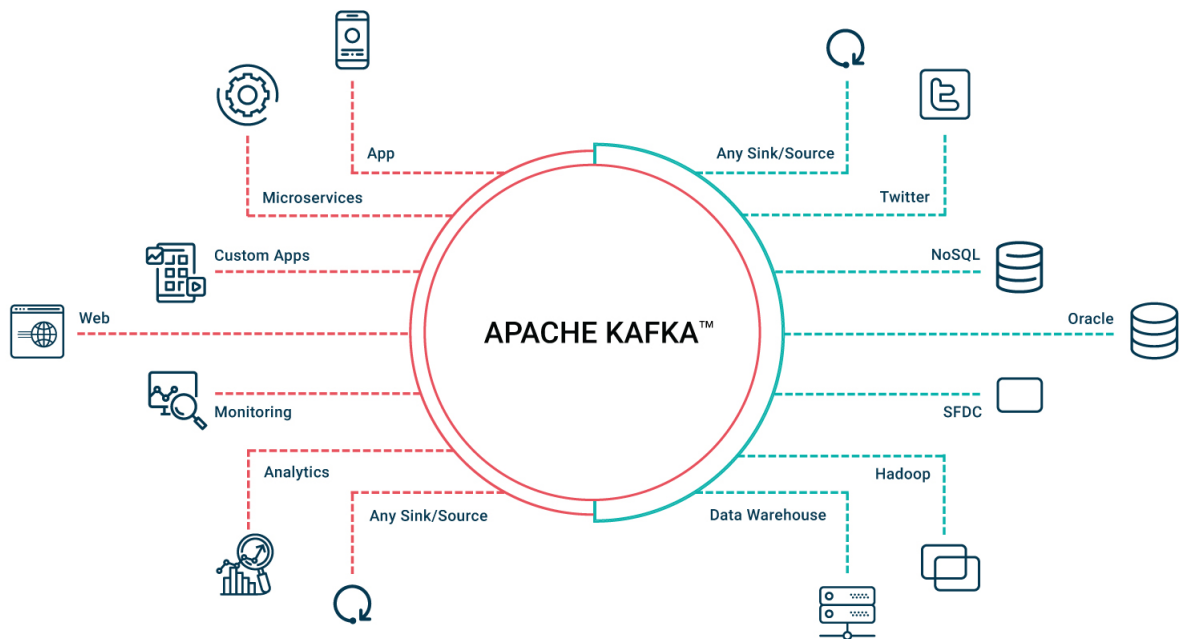 App
Any Sink/Source
Microservices
Twitter
Custom Apps
NoSQL
Web
Oracle
APACHE KAFKA™
Monitoring
SFDC
Analytics
Hadoop
Any Sink/Source
Data Warehouse